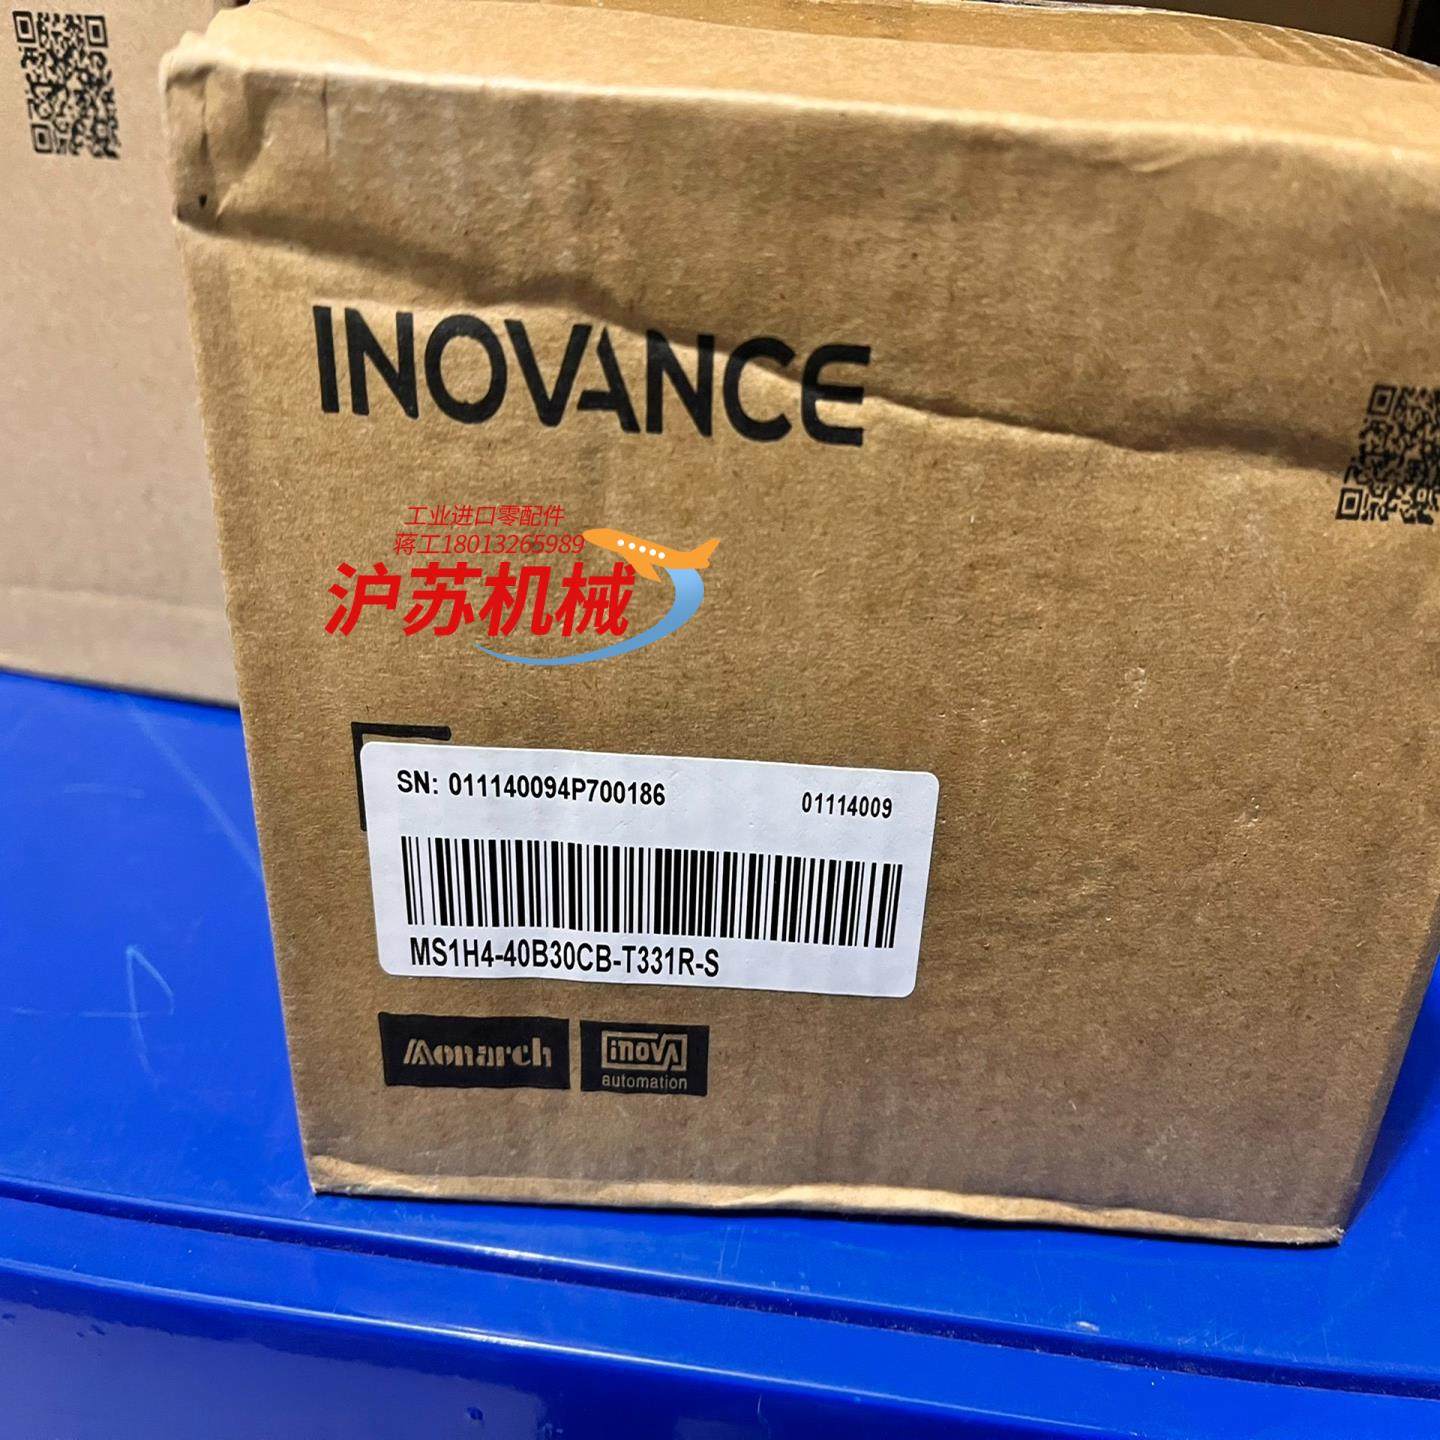 INOVANCE
工业进口零配件
蒋工18013265989
沪苏机械
SN: 011140094P700186
01114009
MS1H4-40B30CB-T331R-S
Monarch
inova
automation